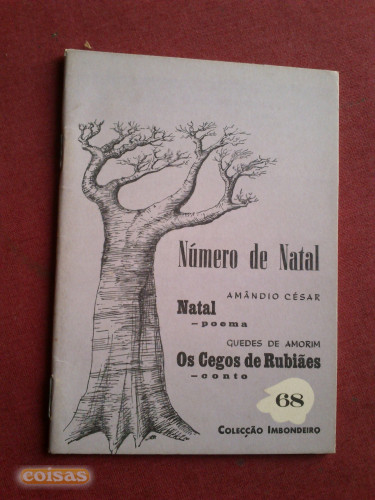 Número de Natal
AMÂNDIO CÉSAR
Natal
–poema
GUEDES DE AMORIM
Os Cegos de Rubiães
–conto
68
COLECÇÃO IMBONDEIRO
coisas